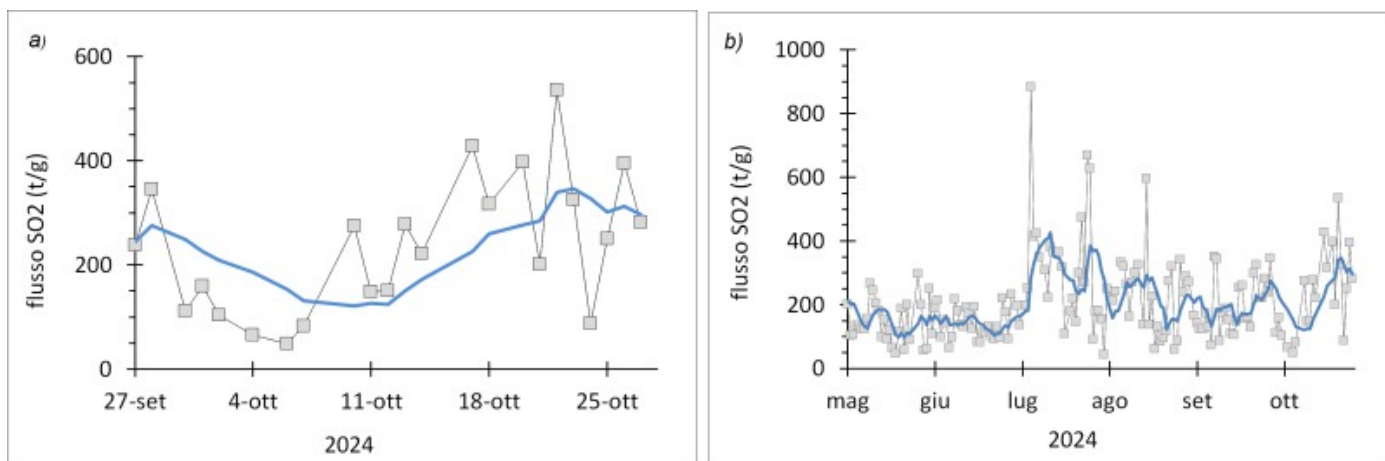 a)
600
400
200
0
flusso SO2 (t/g)
27-set 4-ott 11-ott 18-ott 25-ott
2024
b)
1000
800
600
400
200
0
flusso SO2 (t/g)
mag giu lug ago set ott
2024